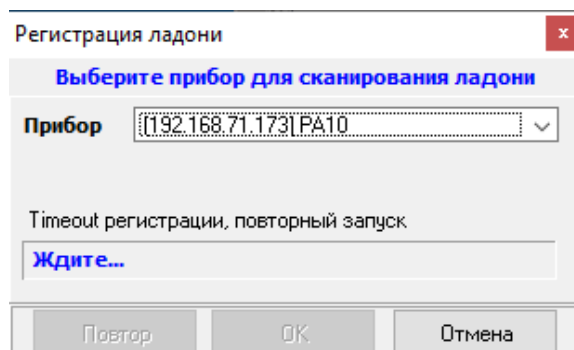 Регистрация ладони
x
Выберите прибор для сканирования ладони
Прибор [192.168.71.173] PA10
Timeout регистрации, повторный запуск
Ждите...
Повтор OK Отмена